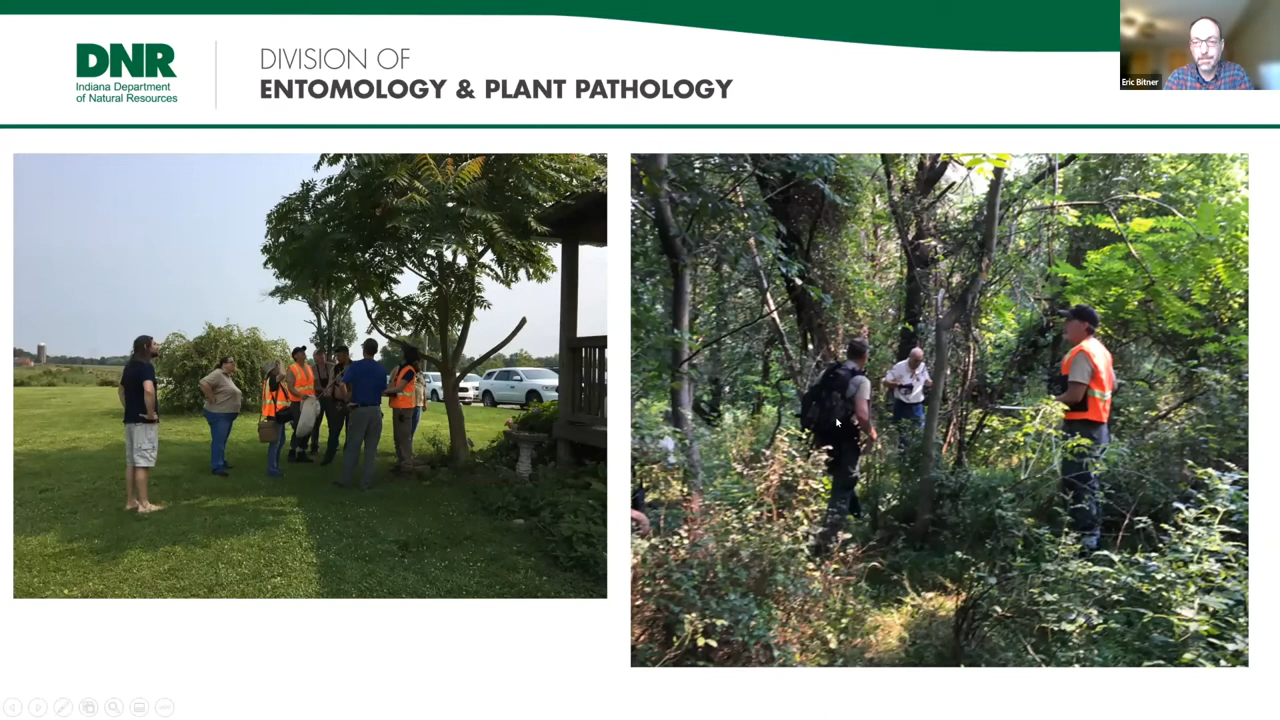 DNR
Indiana Department
of Natural Resources
DIVISION OF
ENTOMOLOGY & PLANT PATHOLOGY
Eric Bitner